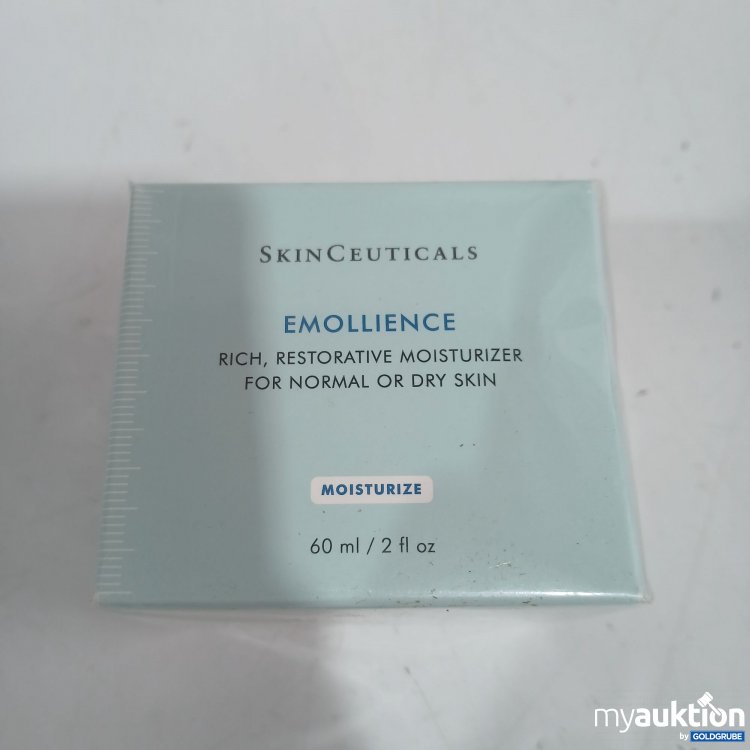 SKINCEUTICALS
EMOLLIENCE
RICH, RESTORATIVE MOISTURIZER
FOR NORMAL OR DRY SKIN
MOISTURIZE
60 ml / 2 fl oz
myauktion
by GOLDGRUBE